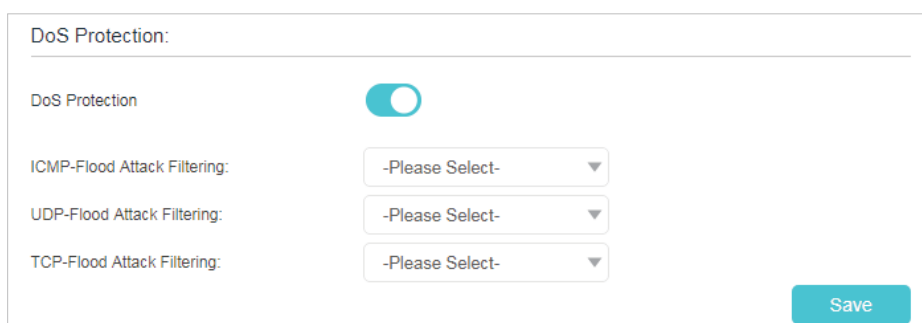 DoS Protection:
DoS Protection
ICMP-Flood Attack Filtering: -Please Select-
UDP-Flood Attack Filtering: -Please Select-
TCP-Flood Attack Filtering: -Please Select-
Save